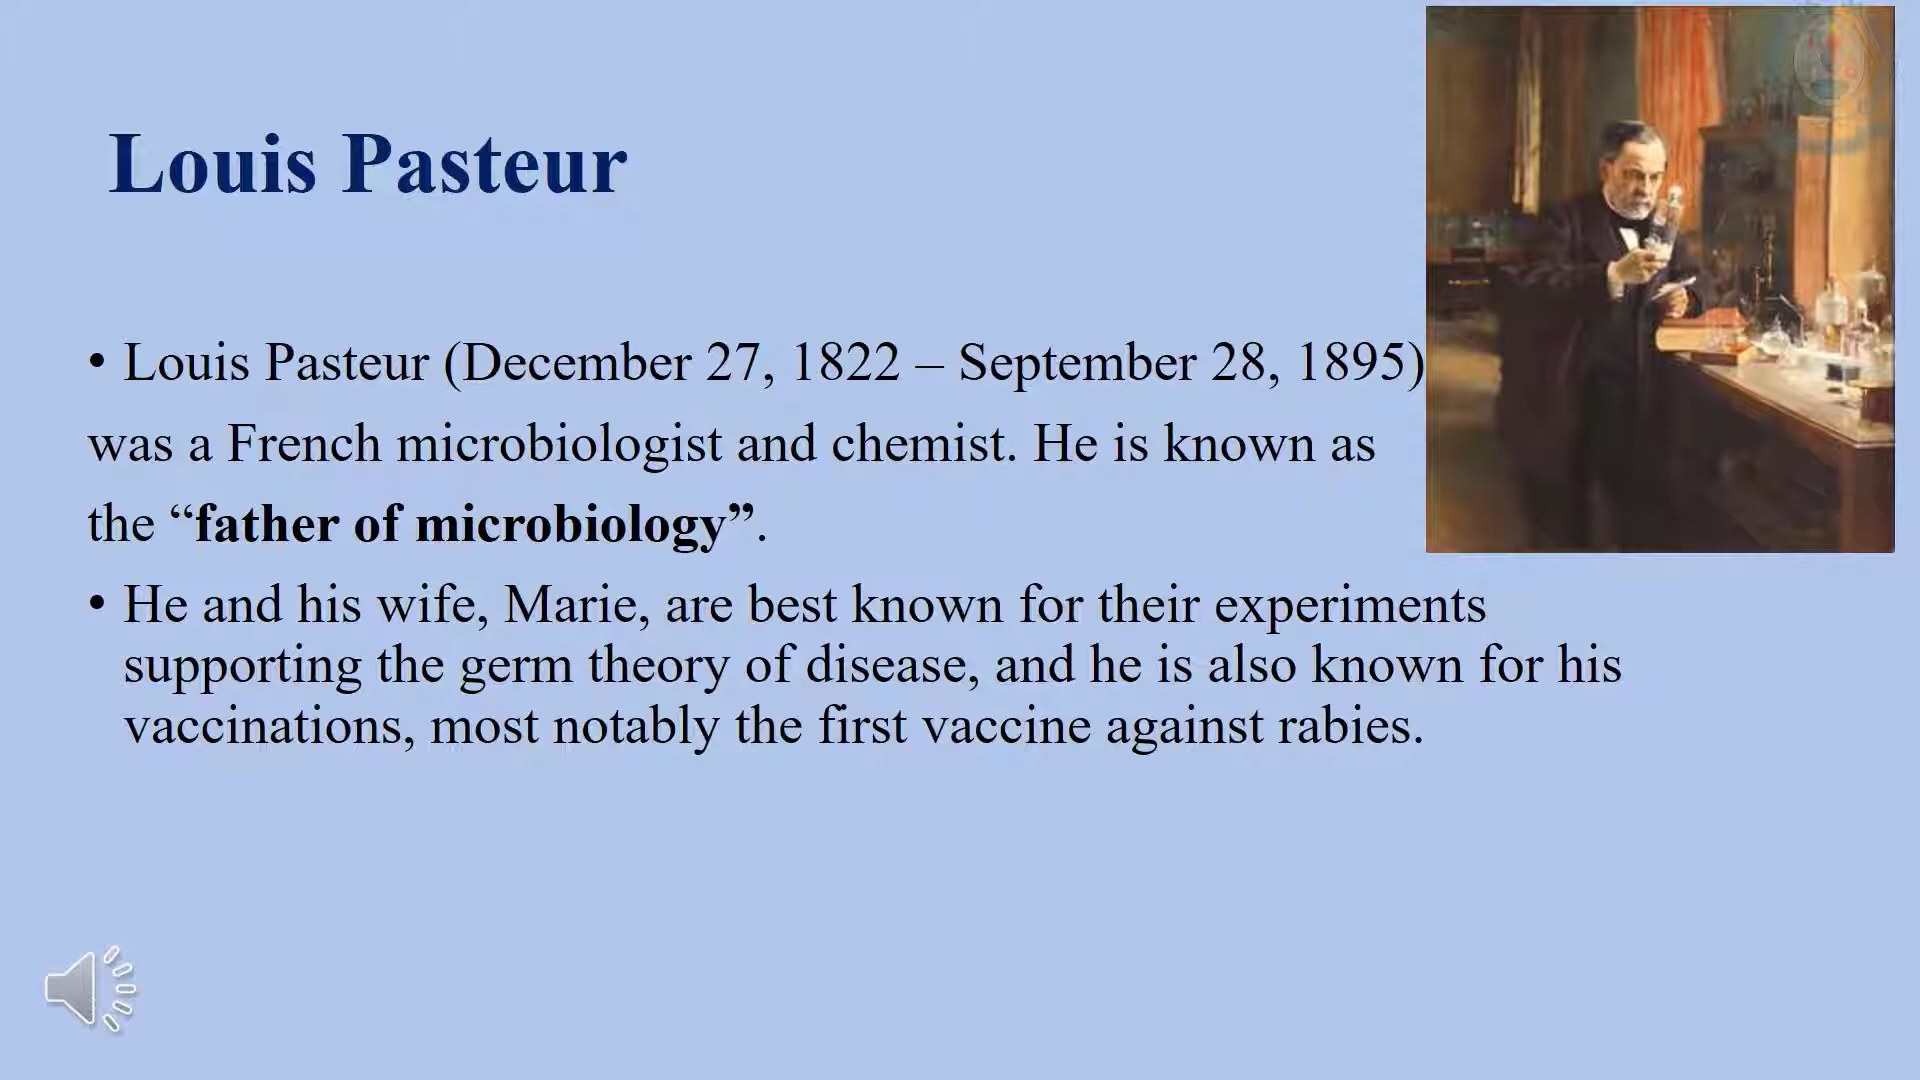 Louis Pasteur
• Louis Pasteur (December 27, 1822 – September 28, 1895)
was a French microbiologist and chemist. He is known as
the “father of microbiology”.
• He and his wife, Marie, are best known for their experiments
supporting the germ theory of disease, and he is also known for his
vaccinations, most notably the first vaccine against rabies.